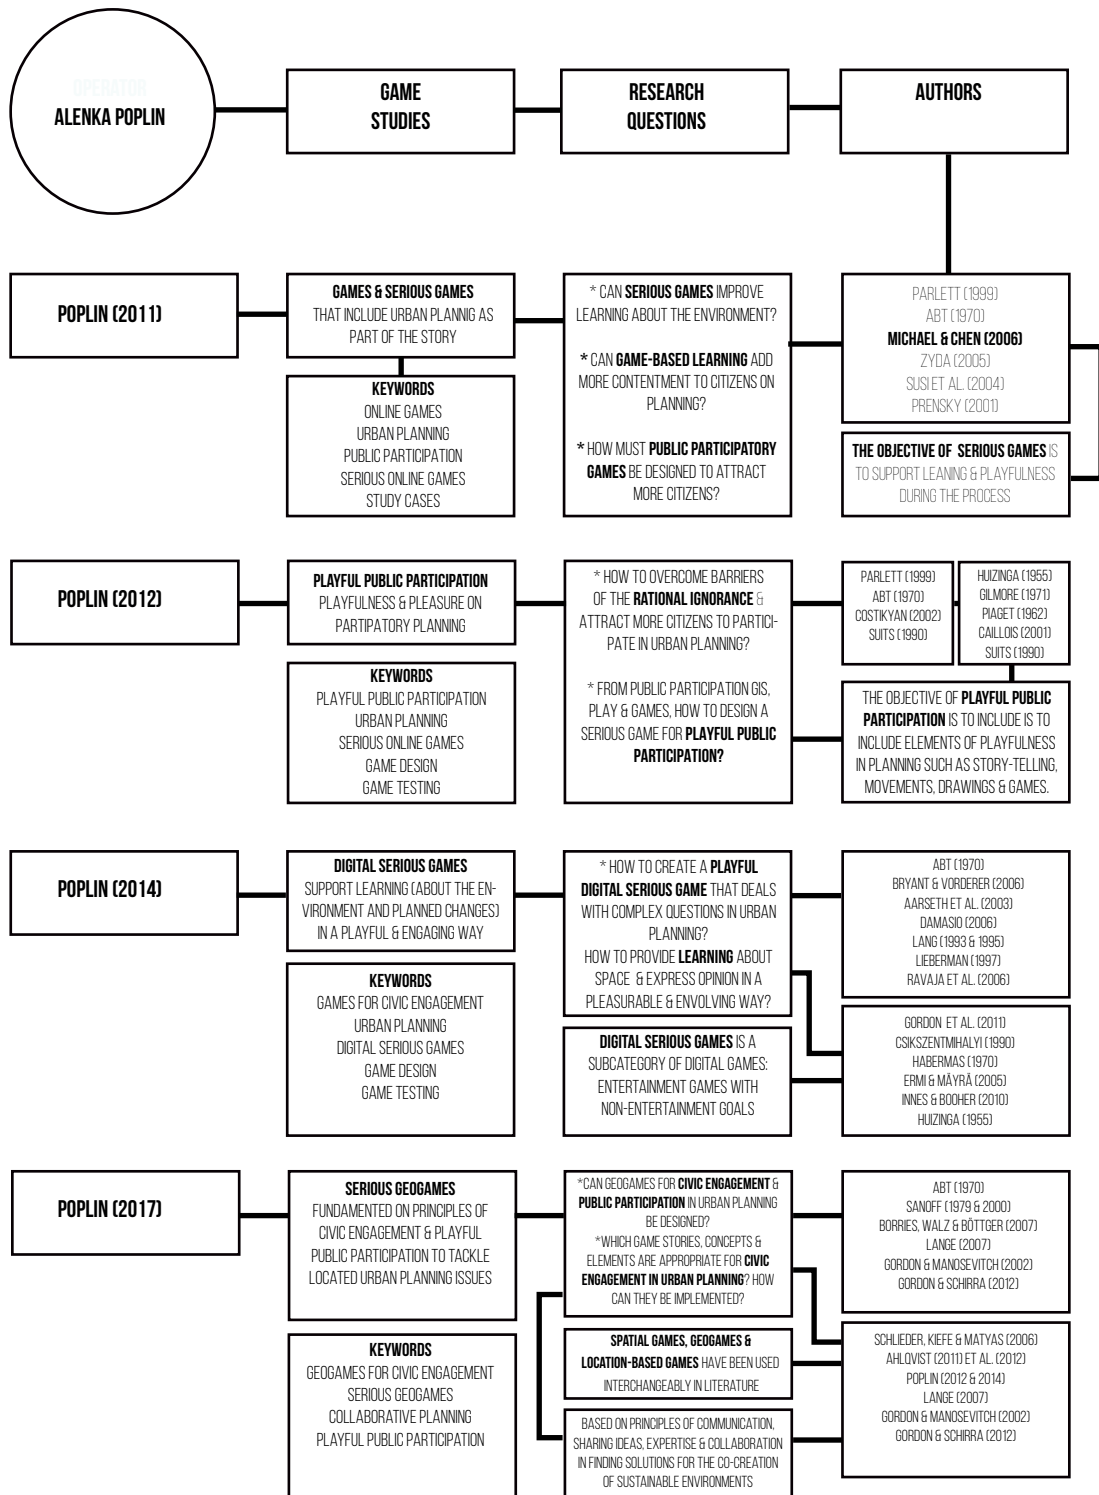 OPERATOR
ALENKA POPLIN
GAME
STUDIES
RESEARCH
QUESTIONS
AUTHORS
POPLIN (2011)
GAMES & SERIOUS GAMES
THAT INCLUDE URBAN PLANNIG AS
PART OF THE STORY
KEYWORDS
ONLINE GAMES
URBAN PLANNING
PUBLIC PARTICIPATION
SERIOUS ONLINE GAMES
STUDY CASES
* CAN SERIOUS GAMES IMPROVE
LEARNING ABOUT THE ENVIRONMENT?
* CAN GAME-BASED LEARNING ADD
MORE CONTENTMENT TO CITIZENS ON
PLANNING?
* HOW MUST PUBLIC PARTICIPATORY
GAMES BE DESIGNED TO ATTRACT
MORE CITIZENS?
PARLETT (1999)
ABT (1970)
MICHAEL & CHEN (2006)
ZYDA (2005)
SUSI ET AL. (2004)
PRENSKY (2001)
THE OBJECTIVE OF SERIOUS GAMES IS
TO SUPPORT LEANING & PLAYFULNESS
DURING THE PROCESS
POPLIN (2012)
PLAYFUL PUBLIC PARTICIPATION
PLAYFULNESS & PLEASURE ON
PARTIPATORY PLANNING
KEYWORDS
PLAYFUL PUBLIC PARTICIPATION
URBAN PLANNING
SERIOUS ONLINE GAMES
GAME DESIGN
GAME TESTING
* HOW TO OVERCOME BARRIERS
OF THE RATIONAL IGNORANCE &
ATTRACT MORE CITIZENS TO PARTICI-
PATE IN URBAN PLANNING?
* FROM PUBLIC PARTICIPATION GIS,
PLAY & GAMES, HOW TO DESIGN A
SERIOUS GAME FOR PLAYFUL PUBLIC
PARTICIPATION?
PARLETT (1999)
ABT (1970)
COSTIKYAN (2002)
SUITS (1990)
HUIZINGA (1955)
GILMORE (1971)
PIAGET (1962)
CAILLOIS (2001)
SUITS (1990)
THE OBJECTIVE OF PLAYFUL PUBLIC
PARTICIPATION IS TO INCLUDE IS TO
INCLUDE ELEMENTS OF PLAYFULNESS
IN PLANNING SUCH AS STORY-TELLING,
MOVEMENTS, DRAWINGS & GAMES.
POPLIN (2014)
DIGITAL SERIOUS GAMES
SUPPORT LEARNING (ABOUT THE EN-
VIRONMENT AND PLANNED CHANGES)
IN A PLAYFUL & ENGAGING WAY
KEYWORDS
GAMES FOR CIVIC ENGAGEMENT
URBAN PLANNING
DIGITAL SERIOUS GAMES
GAME DESIGN
GAME TESTING
* HOW TO CREATE A PLAYFUL
DIGITAL SERIOUS GAME THAT DEALS
WITH COMPLEX QUESTIONS IN URBAN
PLANNING?
HOW TO PROVIDE LEARNING ABOUT
SPACE & EXPRESS OPINION IN A
PLEASURABLE & ENVOLVING WAY?
DIGITAL SERIOUS GAMES IS A
SUBCATEGORY OF DIGITAL GAMES:
ENTERTAINMENT GAMES WITH
NON-ENTERTAINMENT GOALS
ABT (1970)
BRYANT & VORDERER (2006)
AARSETH ET AL. (2003)
DAMASIO (2006)
LANG (1993 & 1995)
LIEBERMAN (1997)
RAVAJA ET AL. (2006)
GORDON ET AL. (2011)
CSIKSZENTMIHALYI (1990)
HABERMAS (1970)
ERMI & MÄYRÄ (2005)
INNES & BOOHER (2010)
HUIZINGA (1955)
POPLIN (2017)
SERIOUS GEOGAMES
FUNDAMENTED ON PRINCIPLES OF
CIVIC ENGAGEMENT & PLAYFUL
PUBLIC PARTICIPATION TO TACKLE
LOCATED URBAN PLANNING ISSUES
KEYWORDS
GEOGAMES FOR CIVIC ENGAGEMENT
SERIOUS GEOGAMES
COLLABORATIVE PLANNING
PLAYFUL PUBLIC PARTICIPATION
*CAN GEOGAMES FOR CIVIC ENGAGEMENT &
PUBLIC PARTICIPATION IN URBAN PLANNING
BE DESIGNED?
*WHICH GAME STORIES, CONCEPTS &
ELEMENTS ARE APPROPRIATE FOR CIVIC
ENGAGEMENT IN URBAN PLANNING? HOW
CAN THEY BE IMPLEMENTED?
SPATIAL GAMES, GEOGAMES &
LOCATION-BASED GAMES HAVE BEEN USED
INTERCHANGEABLY IN LITERATURE
BASED ON PRINCIPLES OF COMMUNICATION,
SHARING IDEAS, EXPERTISE & COLLABORATION
IN FINDING SOLUTIONS FOR THE CO-CREATION
OF SUSTAINABLE ENVIRONMENTS
ABT (1970)
SANOFF (1979 & 2000)
BORRIES, WALZ & BÖTTGER (2007)
LANGE (2007)
GORDON & MANOSEVITCH (2002)
GORDON & SCHIRRA (2012)
SCHLIEDER, KIEFE & MATYAS (2006)
AHLQVIST (2011) ET AL. (2012)
POPLIN (2012 & 2014)
LANGE (2007)
GORDON & MANOSEVITCH (2002)
GORDON & SCHIRRA (2012)